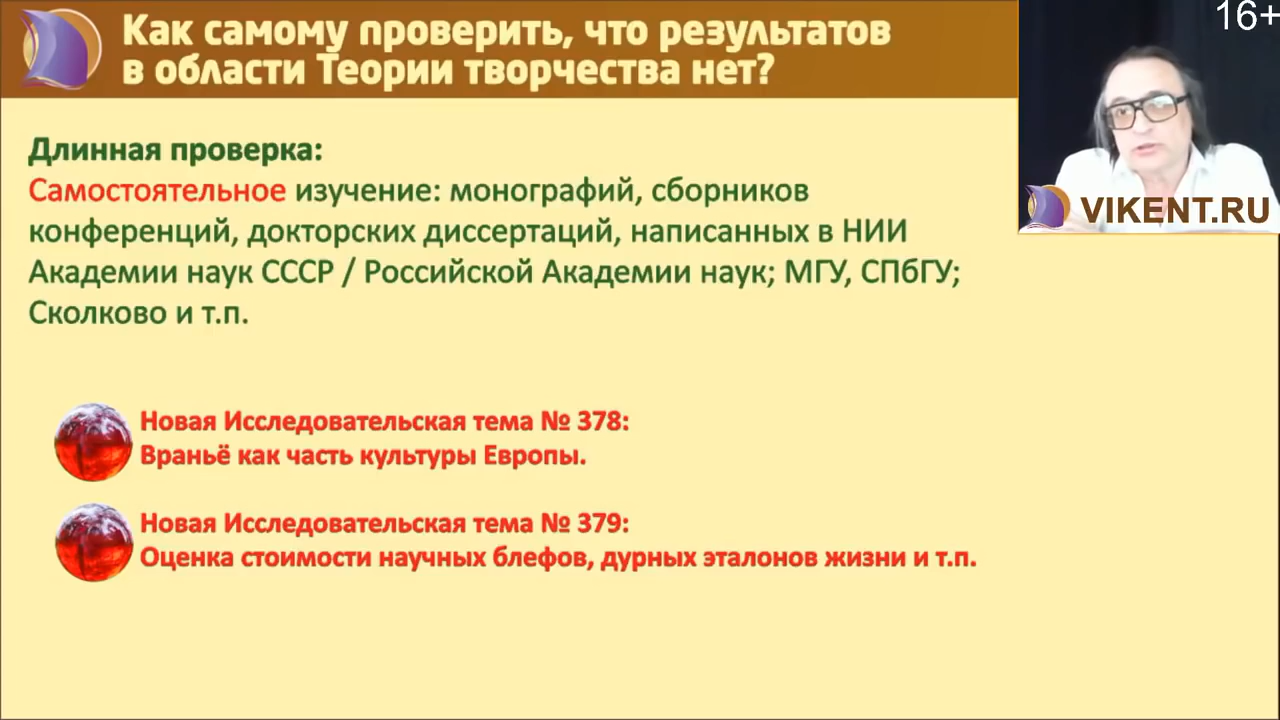 Как самому проверить, что результатов
в области Теории творчества нет?
16+
VIKENT.RU
Длинная проверка:
Самостоятельное изучение: монографий, сборников
конференций, докторских диссертаций, написанных в НИИ
Академии наук СССР / Российской Академии наук; МГУ, СПбГУ;
Сколково и т.п.
Новая Исследовательская тема № 378:
Враньё как часть культуры Европы.
Новая Исследовательская тема № 379:
Оценка стоимости научных блефов, дурных эталонов жизни и т.п.